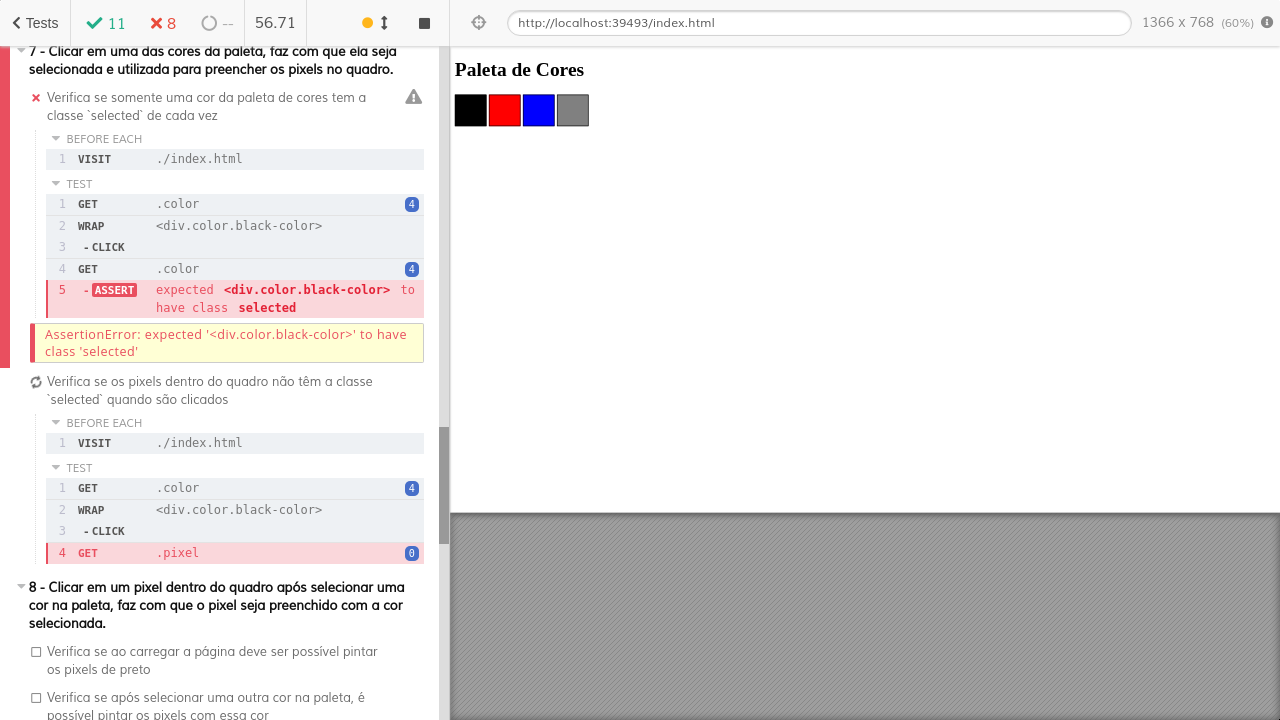 Tests 11 8 -- 56.71 http://localhost:39493/index.html 1366 x 768 (60%)
7 - Clicar em uma das cores da paleta, faz com que ela seja
selecionada e utilizada para preencher os pixels no quadro.
Verifica se somente uma cor da paleta de cores tem a
classe `selected` de cada vez
BEFORE EACH
1 VISIT ./index.html
TEST
1 GET .color 4
2 WRAP <div.color.black-color>
3 -CLICK
4 GET .color 4
5 -ASSERT expected <div.color.black-color> to
have class selected
AssertionError: expected '<div.color.black-color>' to have
class 'selected'
Verifica se os pixels dentro do quadro não têm a classe
`selected` quando são clicados
BEFORE EACH
1 VISIT ./index.html
TEST
1 GET .color 4
2 WRAP <div.color.black-color>
3 -CLICK
4 GET .pixel 0
8 - Clicar em um pixel dentro do quadro após selecionar uma
cor na paleta, faz com que o pixel seja preenchido com a cor
selecionada.
Verifica se ao carregar a página deve ser possível pintar
os pixels de preto
Verifica se após selecionar uma outra cor na paleta, é
possível pintar os pixels com essa cor
Paleta de Cores